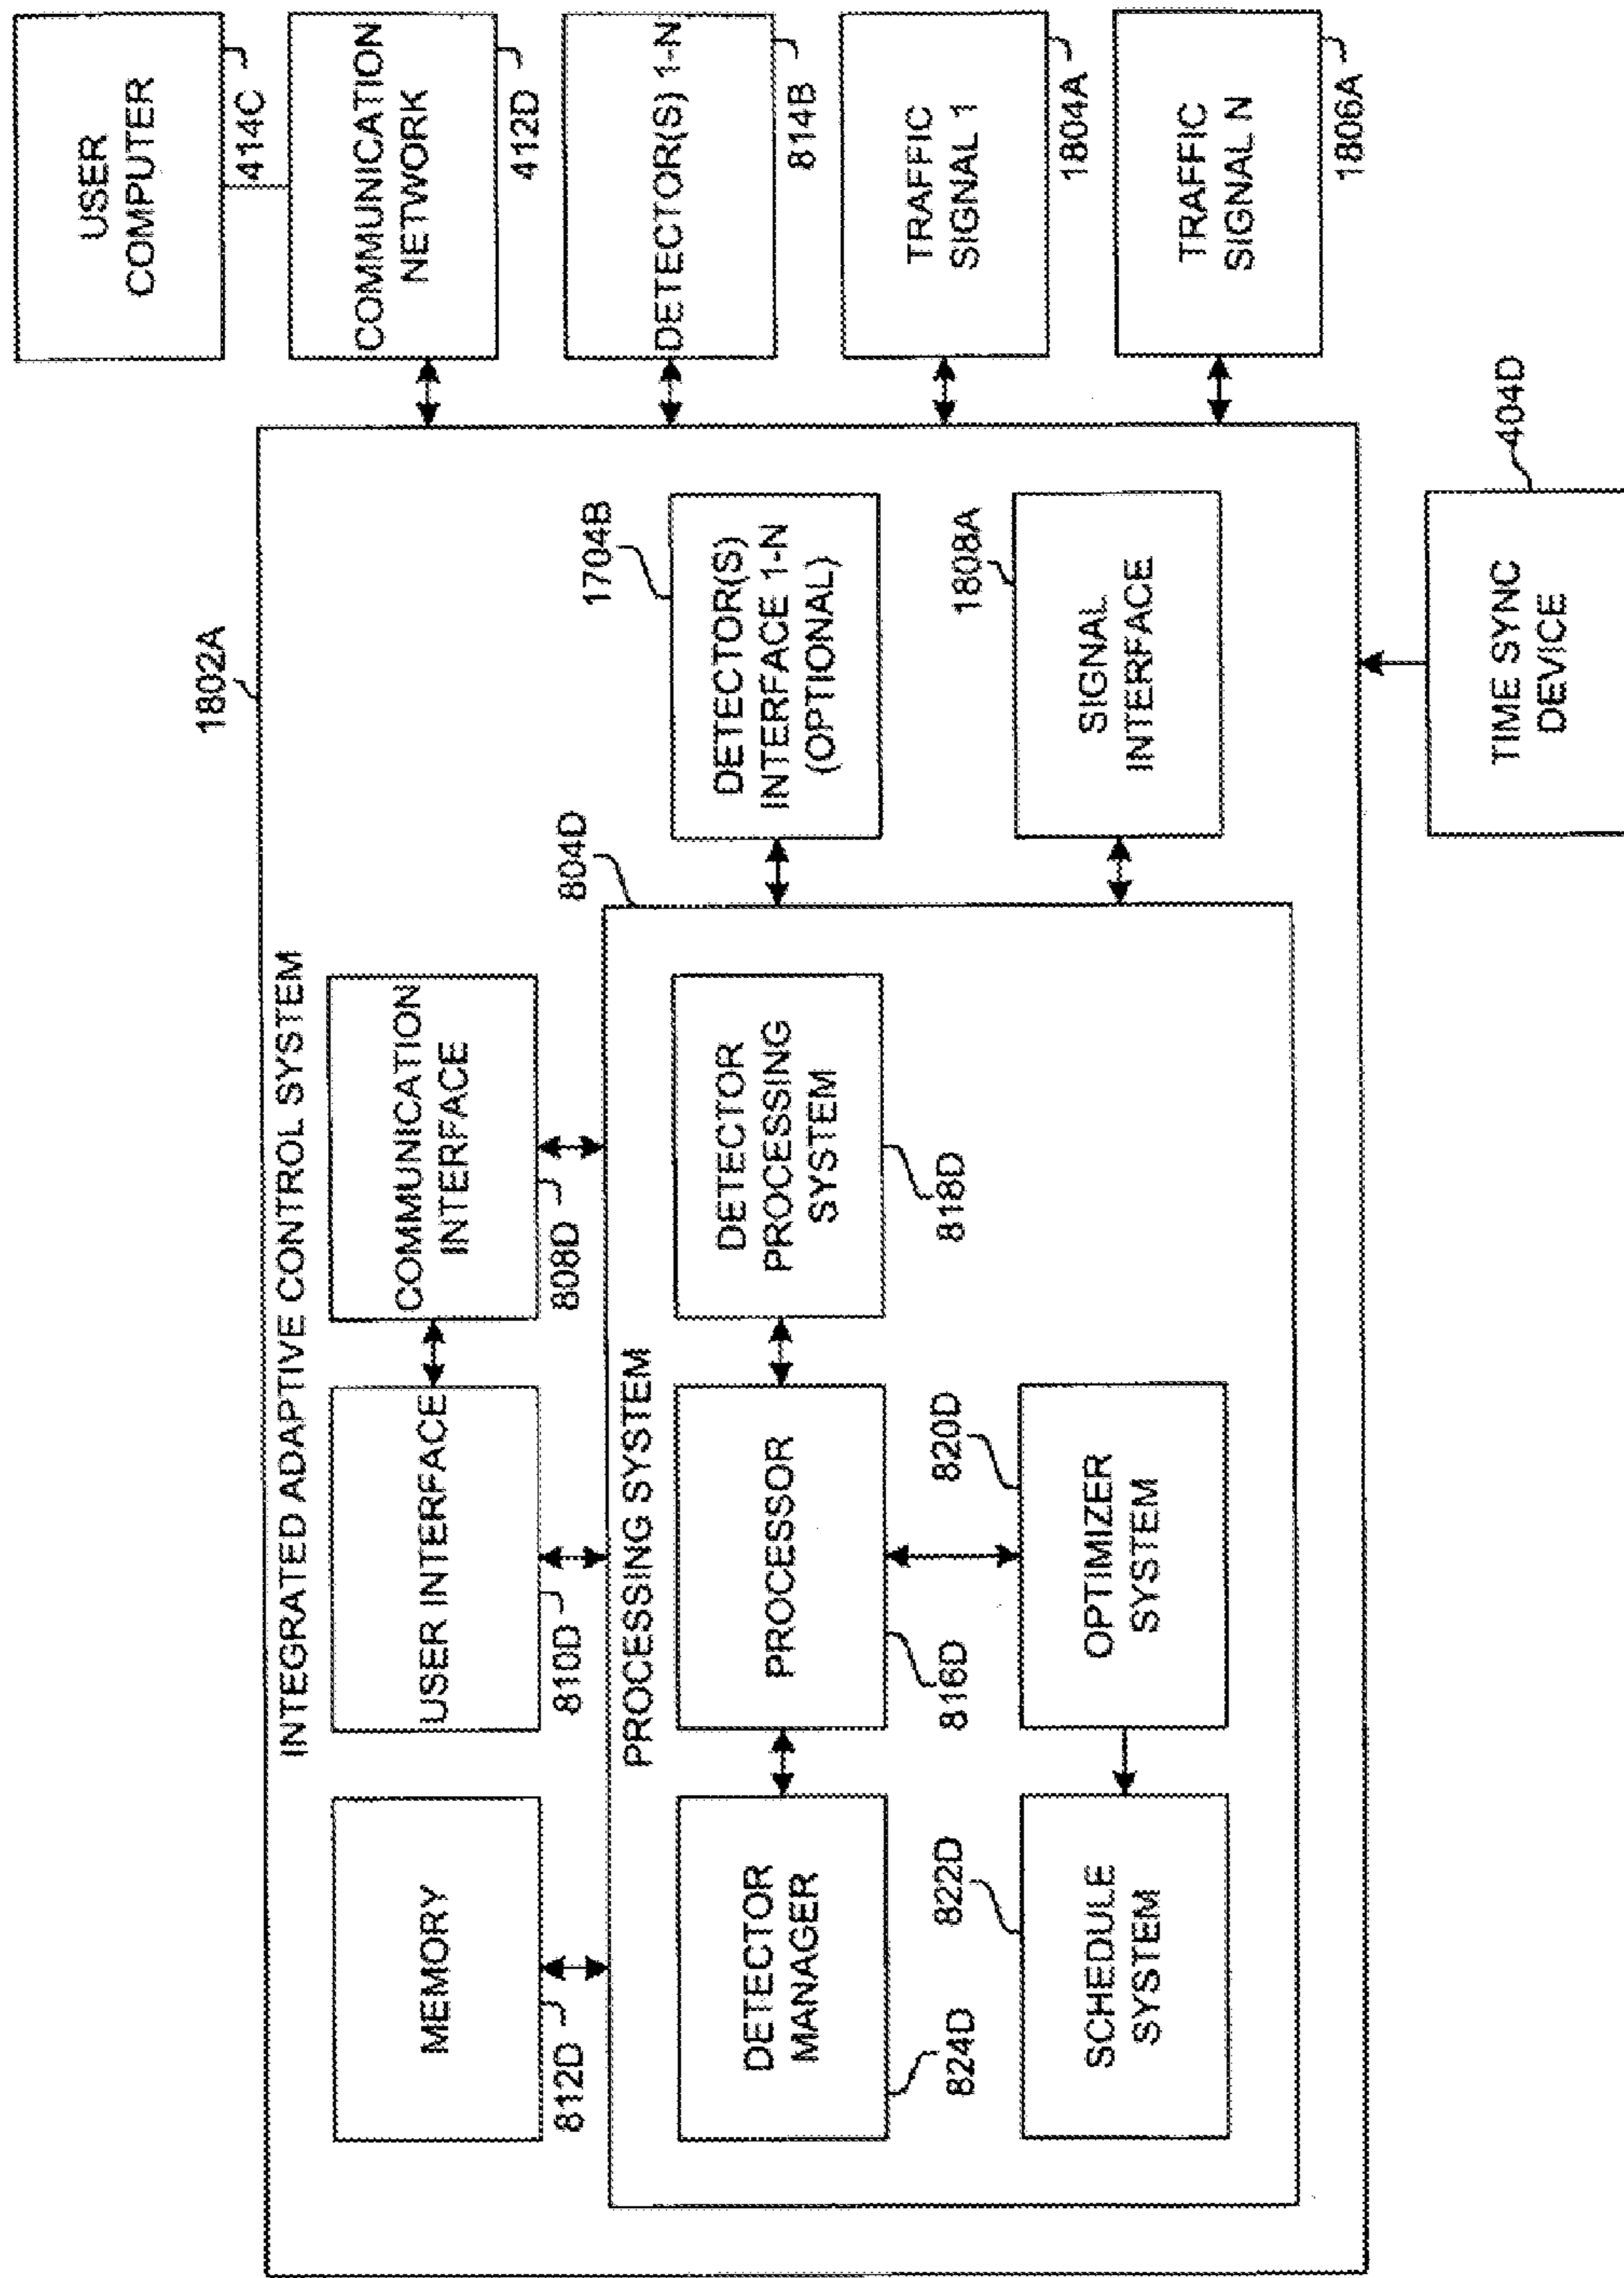 1802A
INTEGRATED ADAPTIVE CONTROL SYSTEM
MEMORY
812D
USER INTERFACE
810D
COMMUNICATION
INTERFACE
808D
PROCESSING SYSTEM
804D
DETECTOR
MANAGER
824D
PROCESSOR
816D
DETECTOR
PROCESSING
SYSTEM
818D
SCHEDULE
SYSTEM
822D
OPTIMIZER
SYSTEM
820D
DETECTOR(S)
INTERFACE 1-N
(OPTIONAL)
1704B
SIGNAL
INTERFACE
1808A
USER
COMPUTER
414C
COMMUNICATION
NETWORK
412D
DETECTOR(S) 1-N
814B
TRAFFIC
SIGNAL 1
1804A
TRAFFIC
SIGNAL N
1806A
TIME SYNC
DEVICE
404D